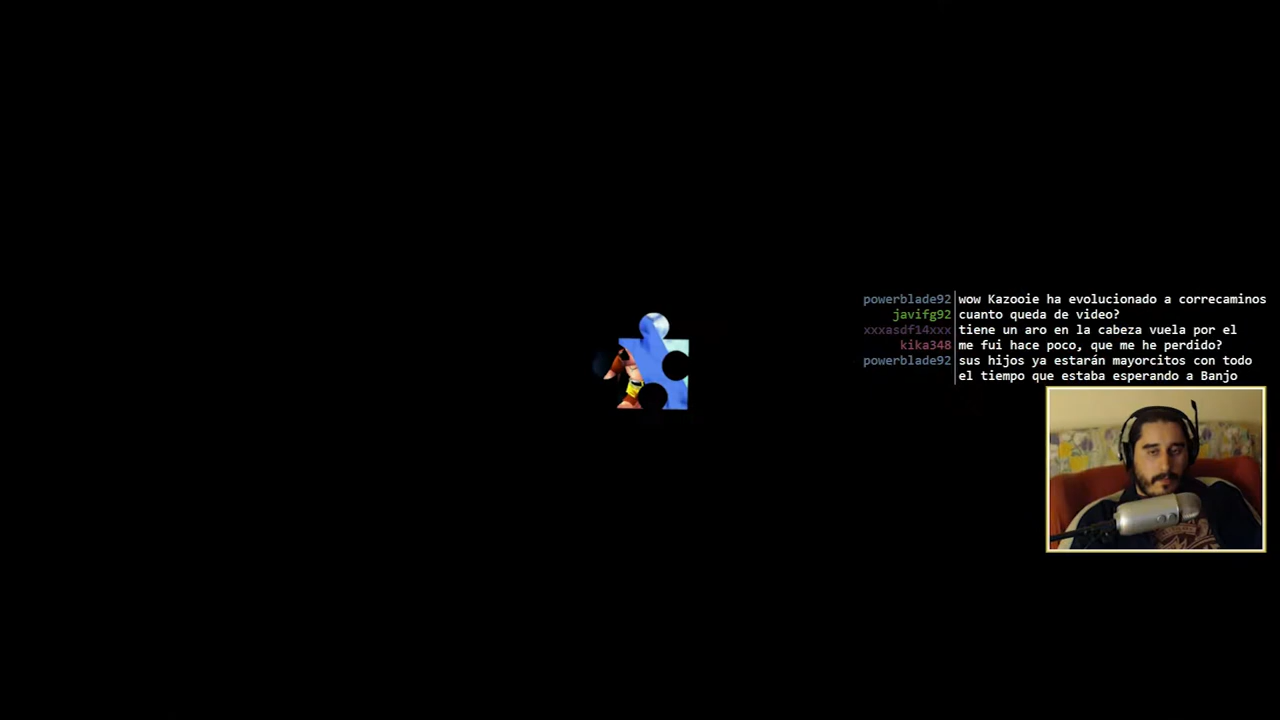 powerblade92 wow Kazooie ha evolucionado a correcaminos
javifg92 cuanto queda de video?
xxxasdf14xxx tiene un aro en la cabeza vuela por el
kika348 me fui hace poco, que me he perdido?
powerblade92 sus hijos ya estarán mayorcitos con todo
el tiempo que estaba esperando a Banjo